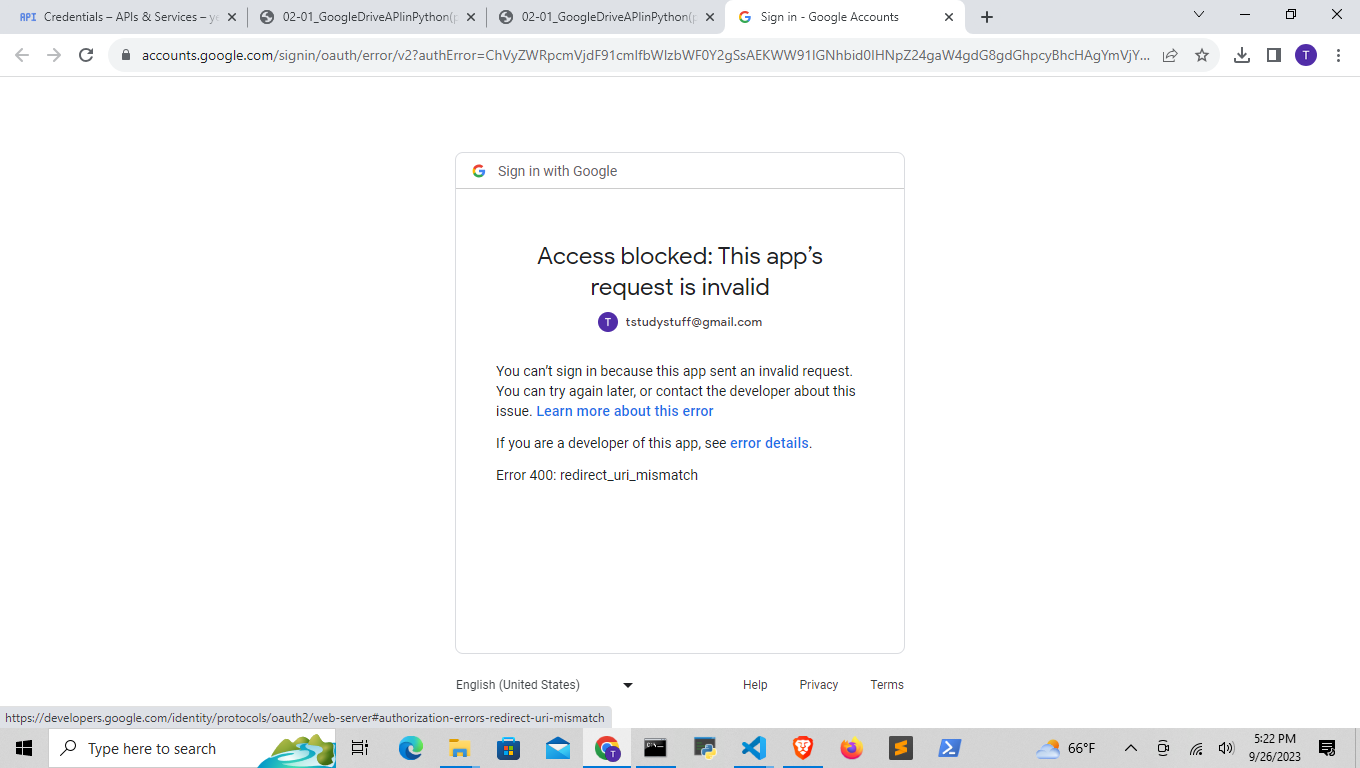 API Credentials – APIs & Services – ye
02-01_GoogleDriveAPIinPython(p
02-01_GoogleDriveAPIinPython(p
Sign in - Google Accounts
accounts.google.com/signin/oauth/error/v2?authError=ChVyZWRpcmVjdF91cmlfbWlzbWF0Y2gSsAEKWW91IGNhbid0IHNpZ24gaW4gdG8gdGhpcyBhcHAgYmVjY...
T
Sign in with Google
Access blocked: This app’s
request is invalid
T tstudystuff@gmail.com
You can’t sign in because this app sent an invalid request.
You can try again later, or contact the developer about this
issue. Learn more about this error
If you are a developer of this app, see error details.
Error 400: redirect_uri_mismatch
English (United States)
Help Privacy Terms
https://developers.google.com/identity/protocols/oauth2/web-server#authorization-errors-redirect-uri-mismatch
Type here to search
T
66°F
5:22 PM
9/26/2023